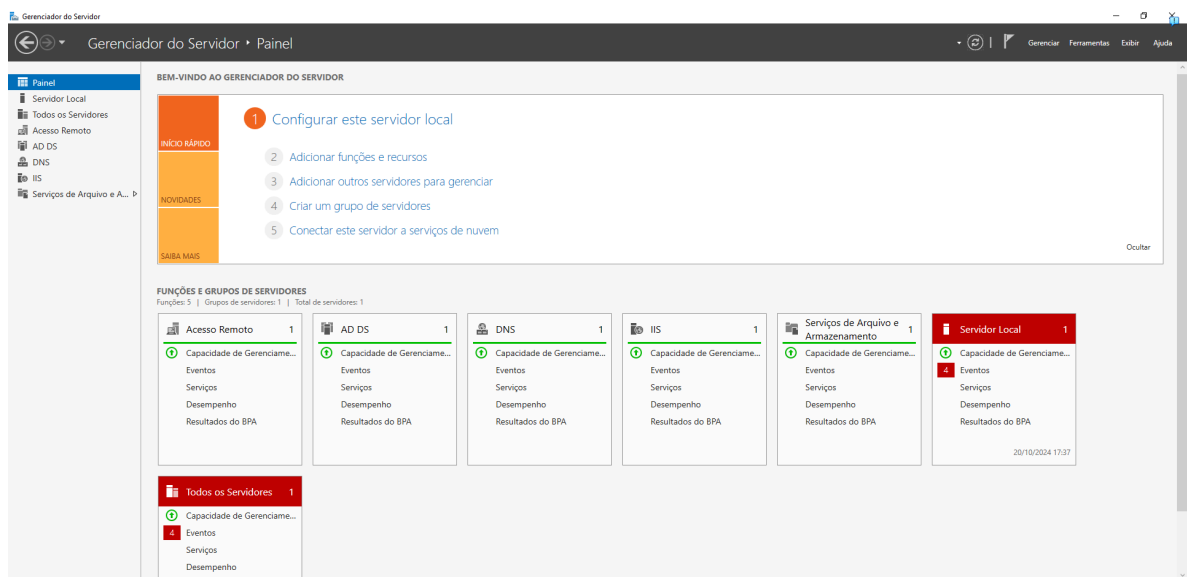 Gerenciador do Servidor
Gerenciador do Servidor • Painel
Gerenciar Ferramentas Exibir Ajuda
Painel
Servidor Local
Todos os Servidores
Acesso Remoto
AD DS
DNS
IIS
Serviços de Arquivo e A...
BEM-VINDO AO GERENCIADOR DO SERVIDOR
INÍCIO RÁPIDO
NOVIDADES
SAIBA MAIS
1 Configurar este servidor local
2 Adicionar funções e recursos
3 Adicionar outros servidores para gerenciar
4 Criar um grupo de servidores
5 Conectar este servidor a serviços de nuvem
Ocultar
FUNÇÕES E GRUPOS DE SERVIDORES
Funções: 5 | Grupos de servidores: 1 | Total de servidores: 1
Acesso Remoto 1
Capacidade de Gerenciame...
Eventos
Serviços
Desempenho
Resultados do BPA
AD DS 1
Capacidade de Gerenciame...
Eventos
Serviços
Desempenho
Resultados do BPA
DNS 1
Capacidade de Gerenciame...
Eventos
Serviços
Desempenho
Resultados do BPA
IIS 1
Capacidade de Gerenciame...
Eventos
Serviços
Desempenho
Resultados do BPA
Serviços de Arquivo e
Armazenamento 1
Capacidade de Gerenciame...
Eventos
Serviços
Desempenho
Resultados do BPA
Servidor Local 1
Capacidade de Gerenciame...
4 Eventos
Serviços
Desempenho
Resultados do BPA
20/10/2024 17:37
Todos os Servidores 1
Capacidade de Gerenciame...
4 Eventos
Serviços
Desempenho